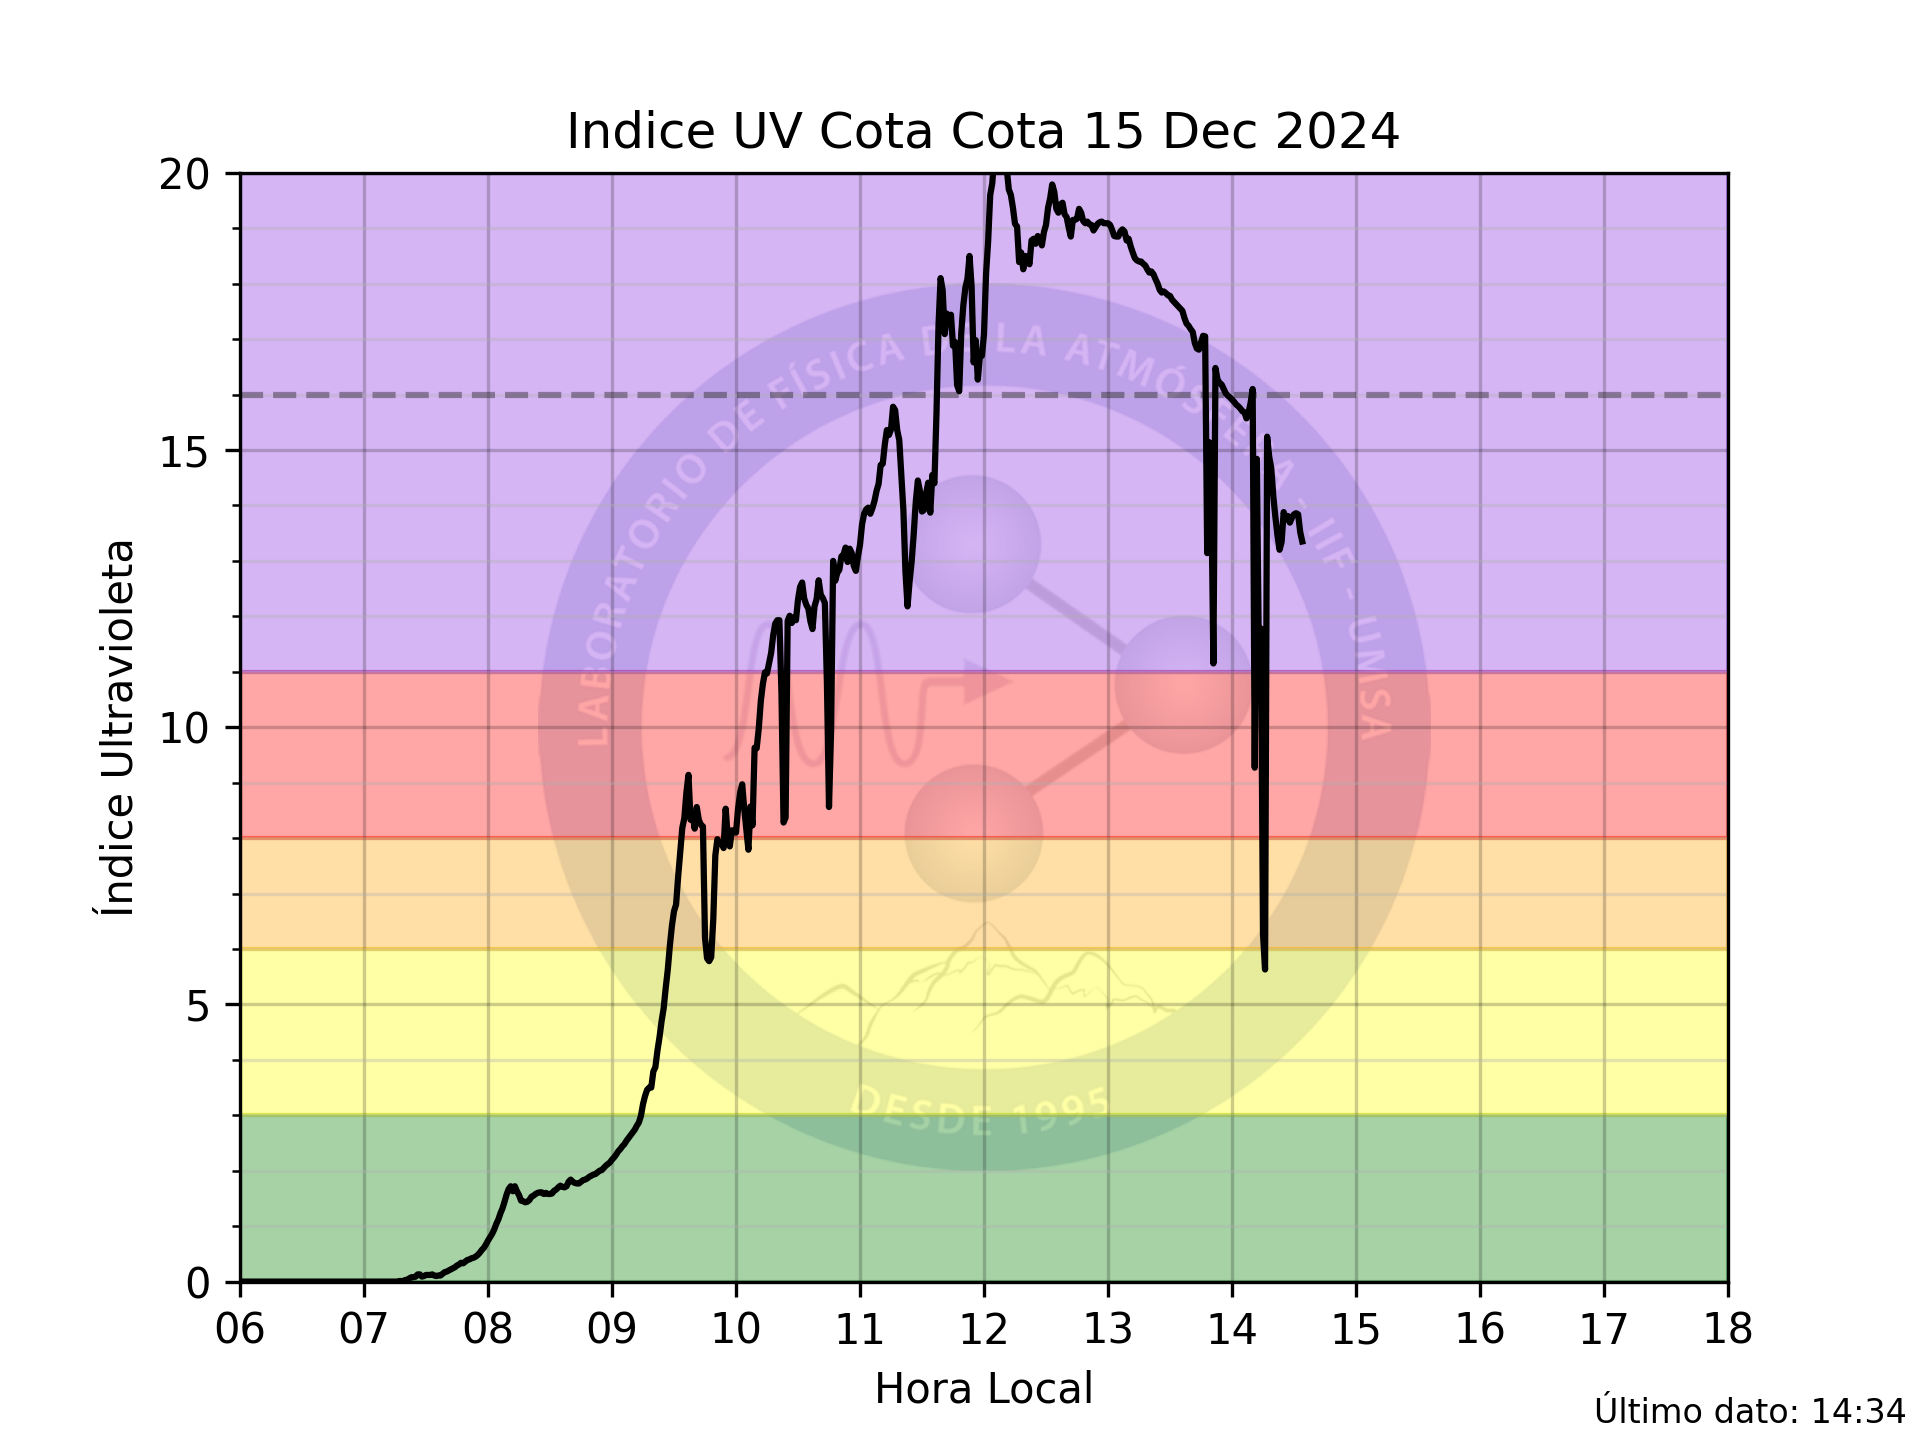 Indice UV Cota Cota 15 Dec 2024
20
15
10
5
0
Índice Ultravioleta
LABORATORIO DE FÍSICA DE LA ATMÓSFERA - IIF - UMSA
DESDE 1995
06 07 08 09 10 11 12 13 14 15 16 17 18
Hora Local
Último dato: 14:34